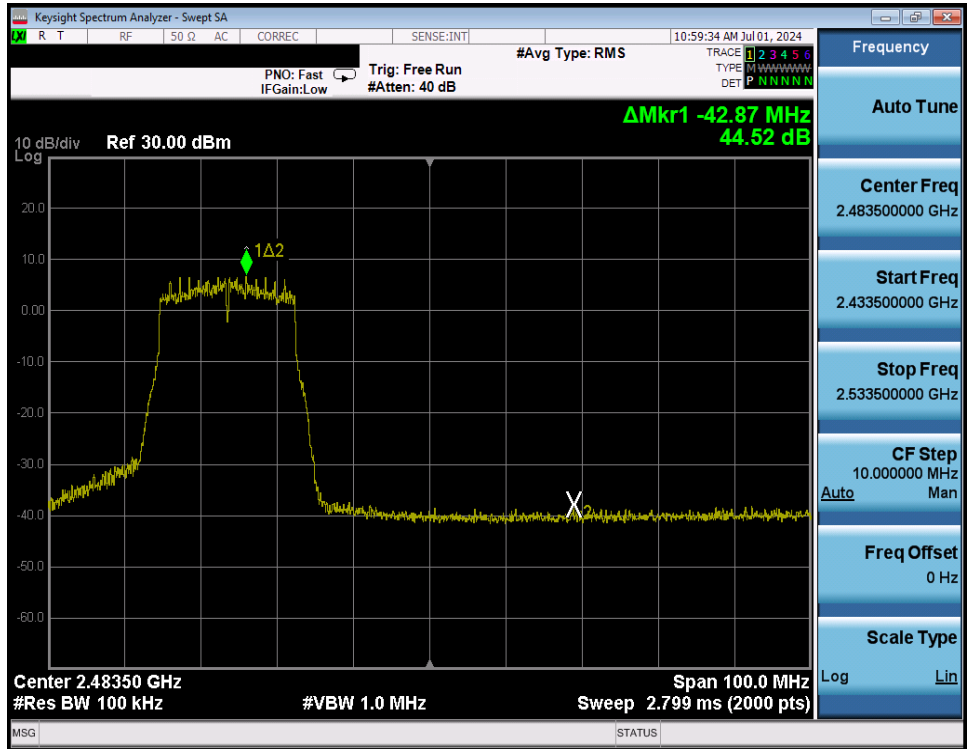 Keysight Spectrum Analyzer - Swept SA
LXI R T RF 50 Ω AC CORREC SENSE:INT 10:59:34 AM Jul 01, 2024
#Avg Type: RMS TRACE 1 2 3 4 5 6
PNO: Fast Trig: Free Run TYPE M WWWWW
IFGain:Low #Atten: 40 dB DET P N N N N N
ΔMkr1 -42.87 MHz
44.52 dB
10 dB/div Ref 30.00 dBm
Log
20.0
1Δ2
10.0
0.00
-10.0
-20.0
-30.0
-40.0
X2
-50.0
-60.0
Center 2.48350 GHz Span 100.0 MHz
#Res BW 100 kHz #VBW 1.0 MHz Sweep 2.799 ms (2000 pts)
MSG STATUS
Frequency
Auto Tune
Center Freq
2.483500000 GHz
Start Freq
2.433500000 GHz
Stop Freq
2.533500000 GHz
CF Step
10.000000 MHz
Auto Man
Freq Offset
0 Hz
Scale Type
Log Lin